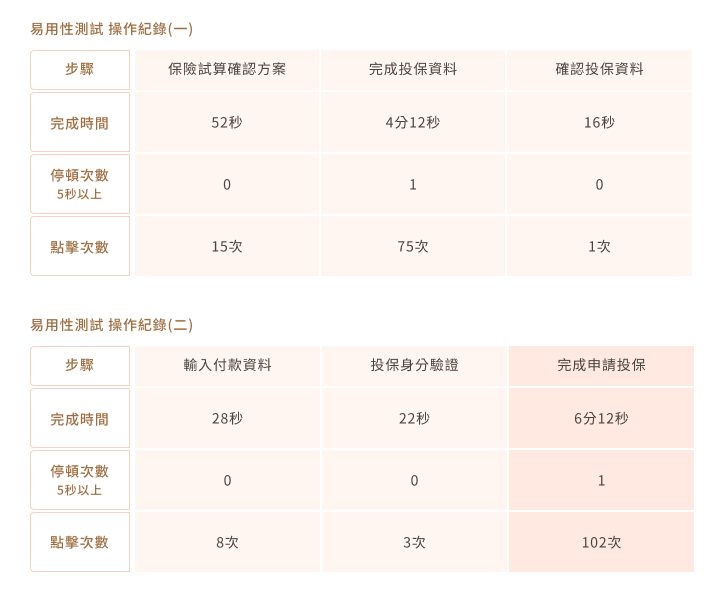 易用性測試 操作紀錄(一)
步驟 保險試算確認方案 完成投保資料 確認投保資料
完成時間 52秒 4分12秒 16秒
停頓次數 0 1 0
5秒以上
點擊次數 15次 75次 1次
易用性測試 操作紀錄(二)
步驟 輸入付款資料 投保身分驗證 完成申請投保
完成時間 28秒 22秒 6分12秒
停頓次數 0 0 1
5秒以上
點擊次數 8次 3次 102次